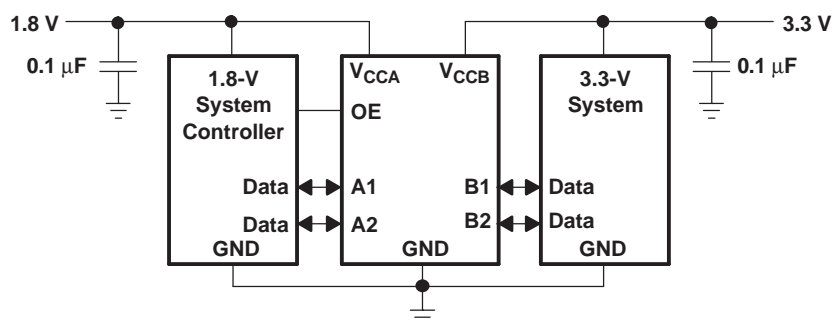 1.8 V
3.3 V
0.1 μF
0.1 μF
1.8-V
System
Controller
Data
Data
GND
VCCA
VCCB
OE
A1
A2
B1
B2
GND
3.3-V
System
Data
Data
GND